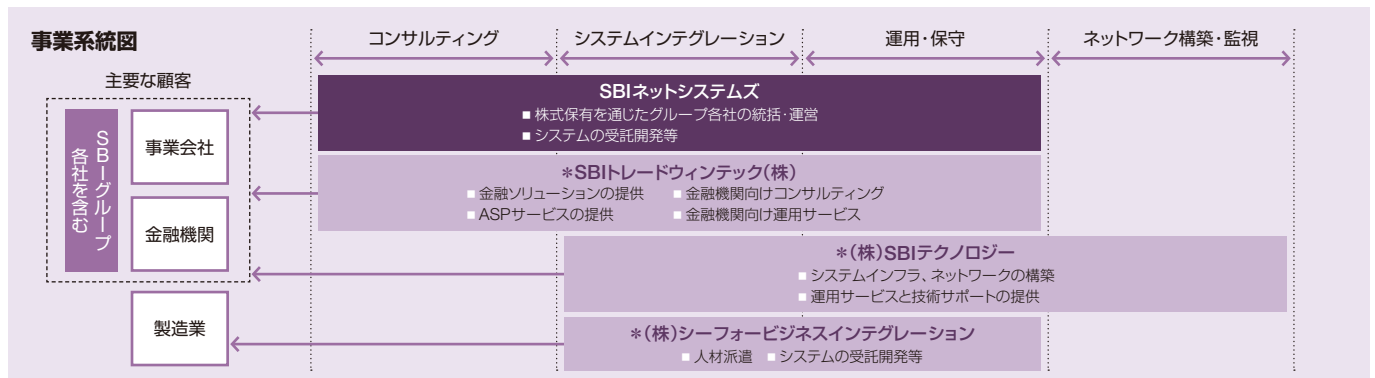 事業系統図
コンサルティング
システムインテグレーション
運用・保守
ネットワーク構築・監視
主要な顧客
SBIグループ
各社を含む
事業会社
金融機関
製造業
SBIネットシステムズ
■ 株式保有を通じたグループ各社の統括・運営
■ システムの受託開発等
＊SBIトレードウィンテック(株)
■ 金融ソリューションの提供 ■ 金融機関向けコンサルティング
■ ASPサービスの提供 ■ 金融機関向け運用サービス
＊(株)SBIテクノロジー
■ システムインフラ、ネットワークの構築
■ 運用サービスと技術サポートの提供
＊(株)シーフォービジネスインテグレーション
■ 人材派遣 ■ システムの受託開発等